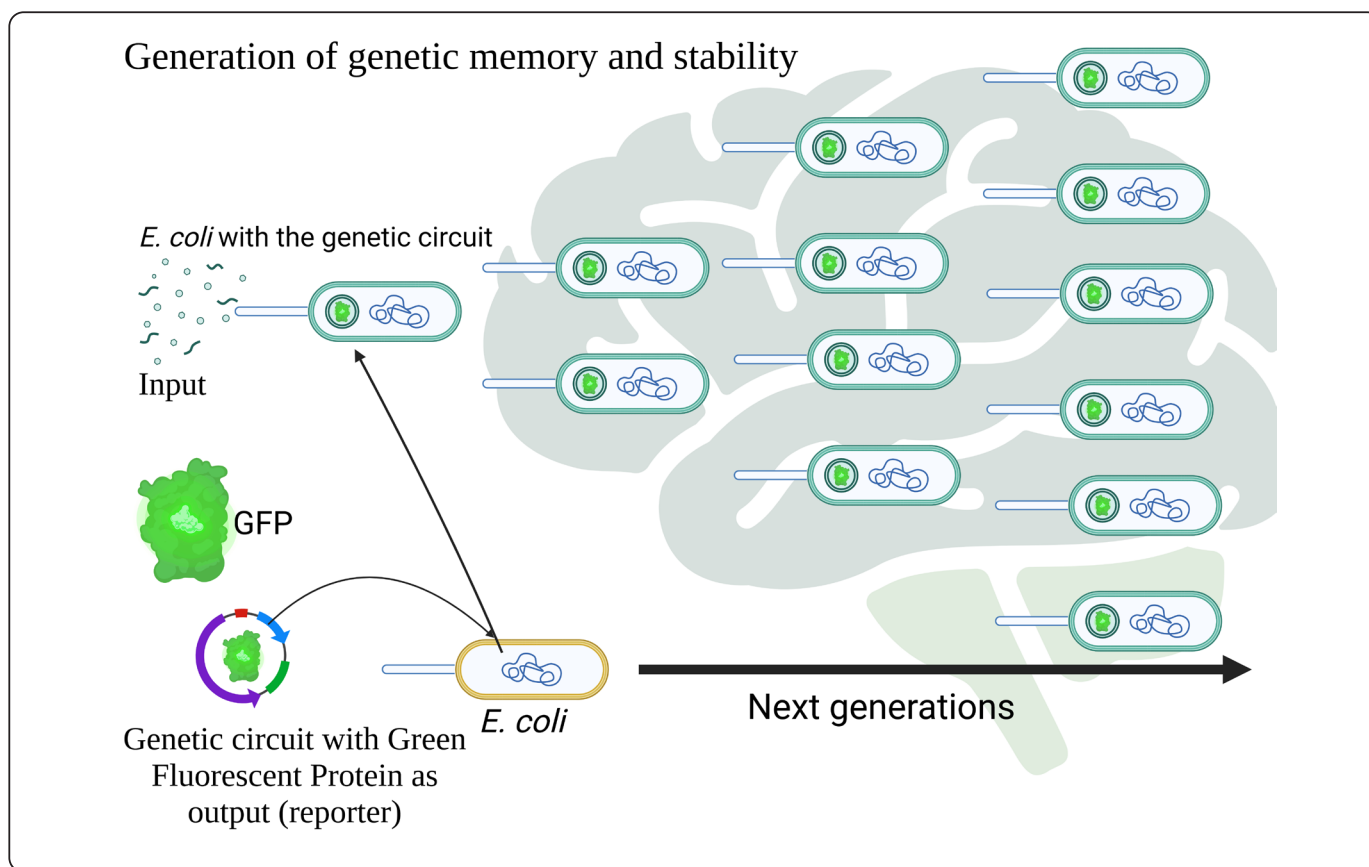 Generation of genetic memory and stability
E. coli with the genetic circuit
Input
GFP
E. coli
Next generations
Genetic circuit with Green
Fluorescent Protein as
output (reporter)